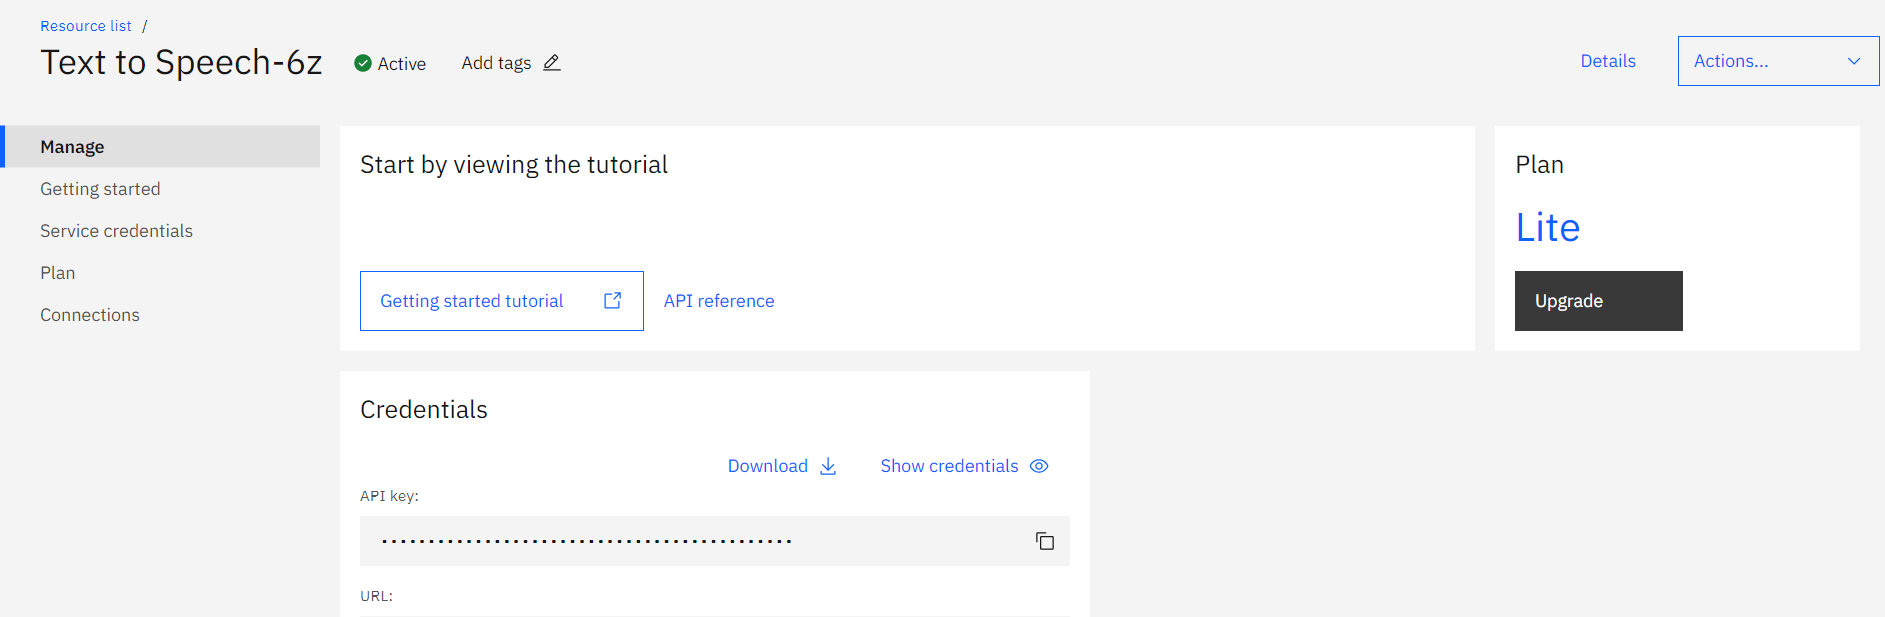 Resource list /
Text to Speech-6z
Active
Add tags
Details
Actions...
Manage
Getting started
Service credentials
Plan
Connections
Start by viewing the tutorial
Getting started tutorial
API reference
Plan
Lite
Upgrade
Credentials
Download
Show credentials
API key:
............................................
URL: